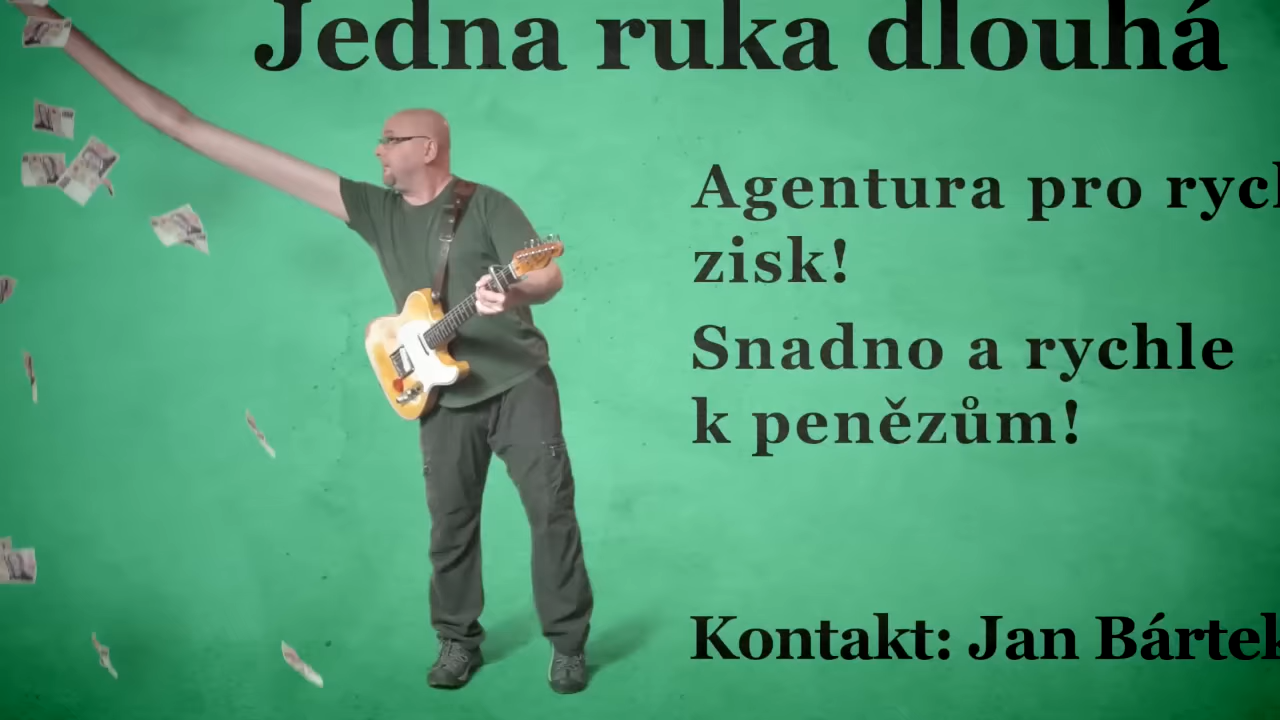 Jedna ruka dlouhá
Agentura pro rych
zisk!
Snadno a rychle
k penězům!
Kontakt: Jan Bártek